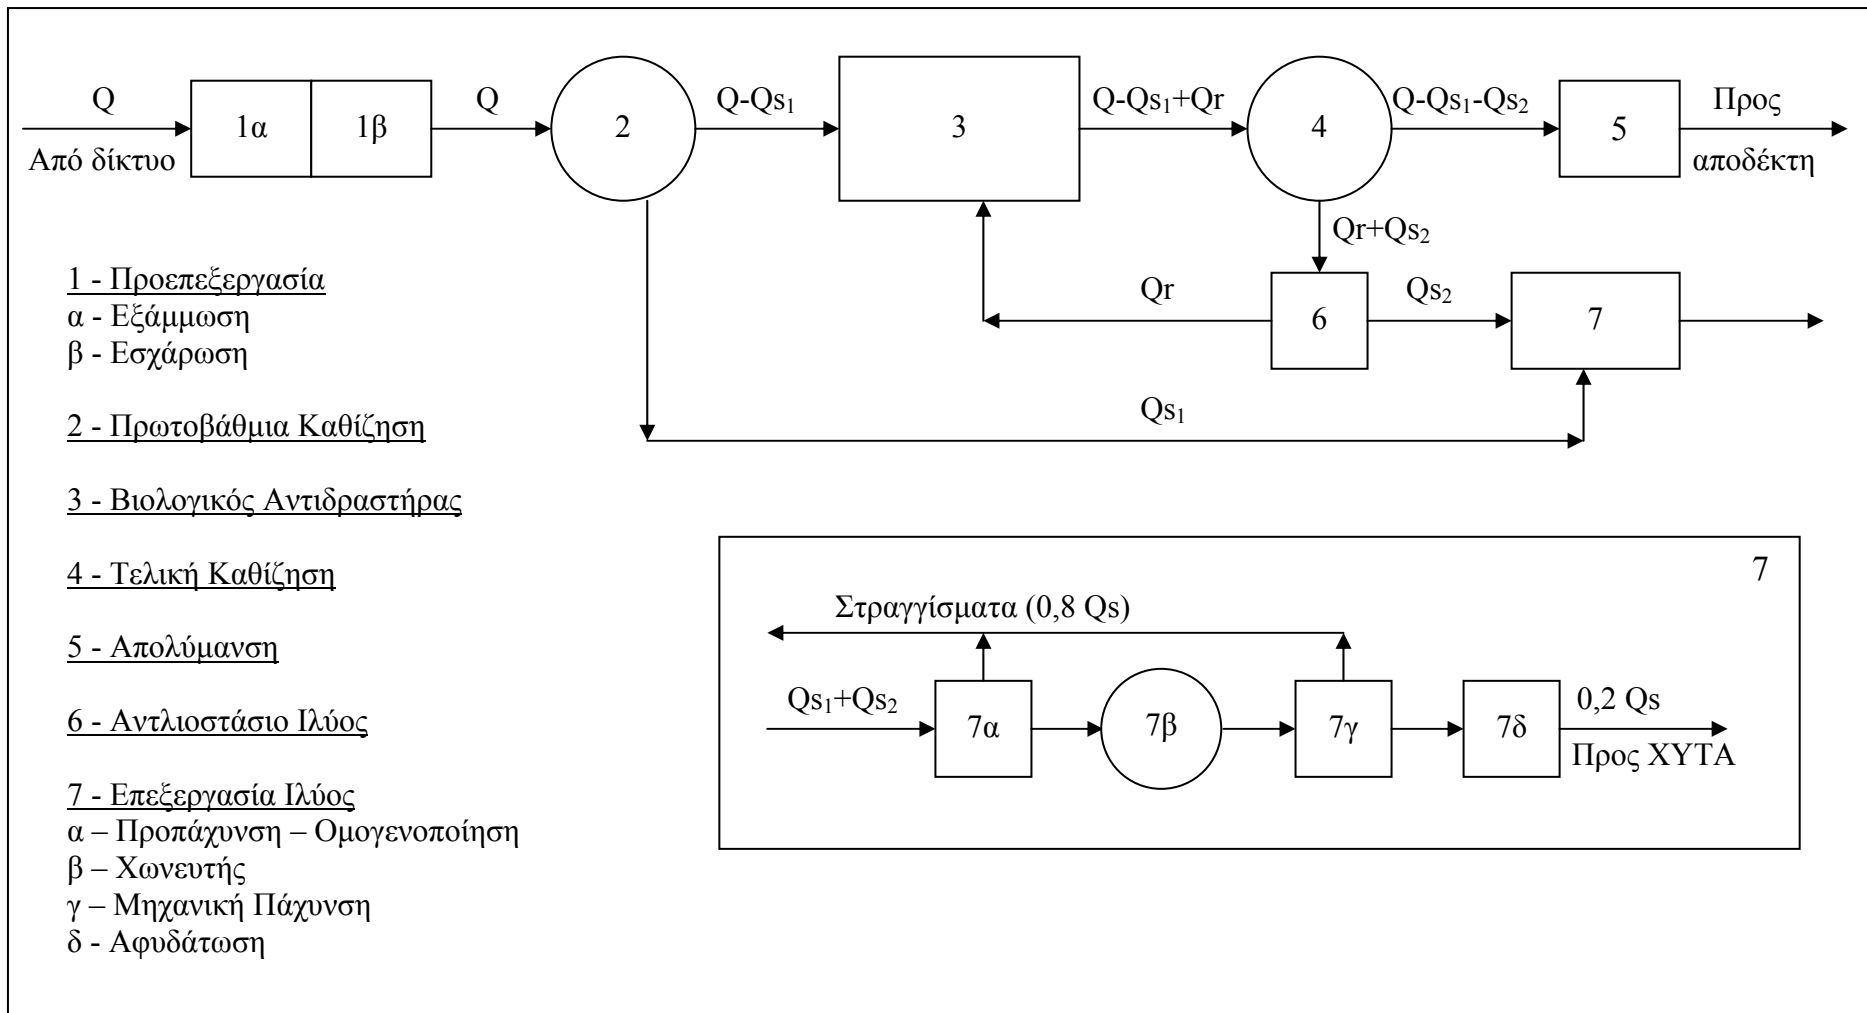 Q
Από δίκτυο
1α
1β
Q
2
Q-Qs₁
3
Q-Qs₁+Qr
4
Q-Qs₁-Qs₂
5
Προς
αποδέκτη
Qr+Qs₂
Qr
6
Qs₂
7
Qs₁
1 - Προεπεξεργασία
α - Εξάμμωση
β - Εσχάρωση
2 - Πρωτοβάθμια Καθίζηση
3 - Βιολογικός Αντιδραστήρας
4 - Τελική Καθίζηση
5 - Απολύμανση
6 - Αντλιοστάσιο Ιλύος
7 - Επεξεργασία Ιλύος
α – Προπάχυνση – Ομογενοποίηση
β – Χωνευτής
γ – Μηχανική Πάχυνση
δ - Αφυδάτωση
7
Στραγγίσματα (0,8 Qs)
Qs₁+Qs₂
7α
7β
7γ
7δ
0,2 Qs
Προς ΧΥΤΑ